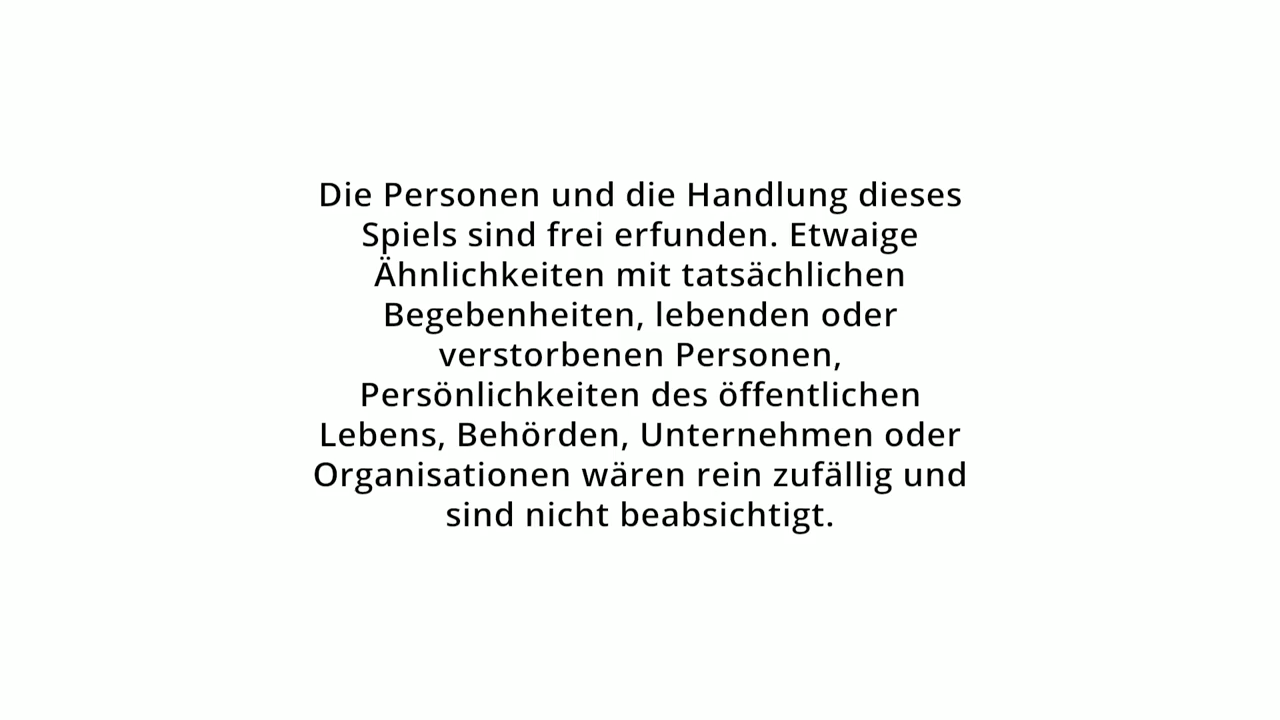 Die Personen und die Handlung dieses
Spiels sind frei erfunden. Etwaige
Ähnlichkeiten mit tatsächlichen
Begebenheiten, lebenden oder
verstorbenen Personen,
Persönlichkeiten des öffentlichen
Lebens, Behörden, Unternehmen oder
Organisationen wären rein zufällig und
sind nicht beabsichtigt.